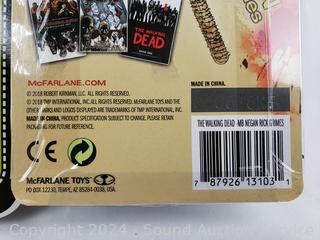 THE WALKING
DEAD
McFARLANE.COM
© 2018 ROBERT KIRKMAN, LLC. ALL RIGHTS RESERVED.
© 2018 TMP INTERNATIONAL, INC. ALL RIGHTS RESERVED. McFARLANE TOYS AND THE
OTHER MARKS AND LOGOS DISPLAYED ARE TRADEMARKS OF TMP INTERNATIONAL, INC.
MADE IN CHINA. PRODUCT SPECIFICATION SUBJECT TO CHANGE. PLEASE RETAIN
PACKAGING FOR FUTURE REFERENCE.
MADE IN CHINA.
CE
THE WALKING DEAD -MB NEGAN RICK GRIMES
7 87926 13103 1
McFARLANE TOYS™
PO BOX 12230, TEMPE, AZ 85284-0038, USA.
Copyright 2024 - Auction Service